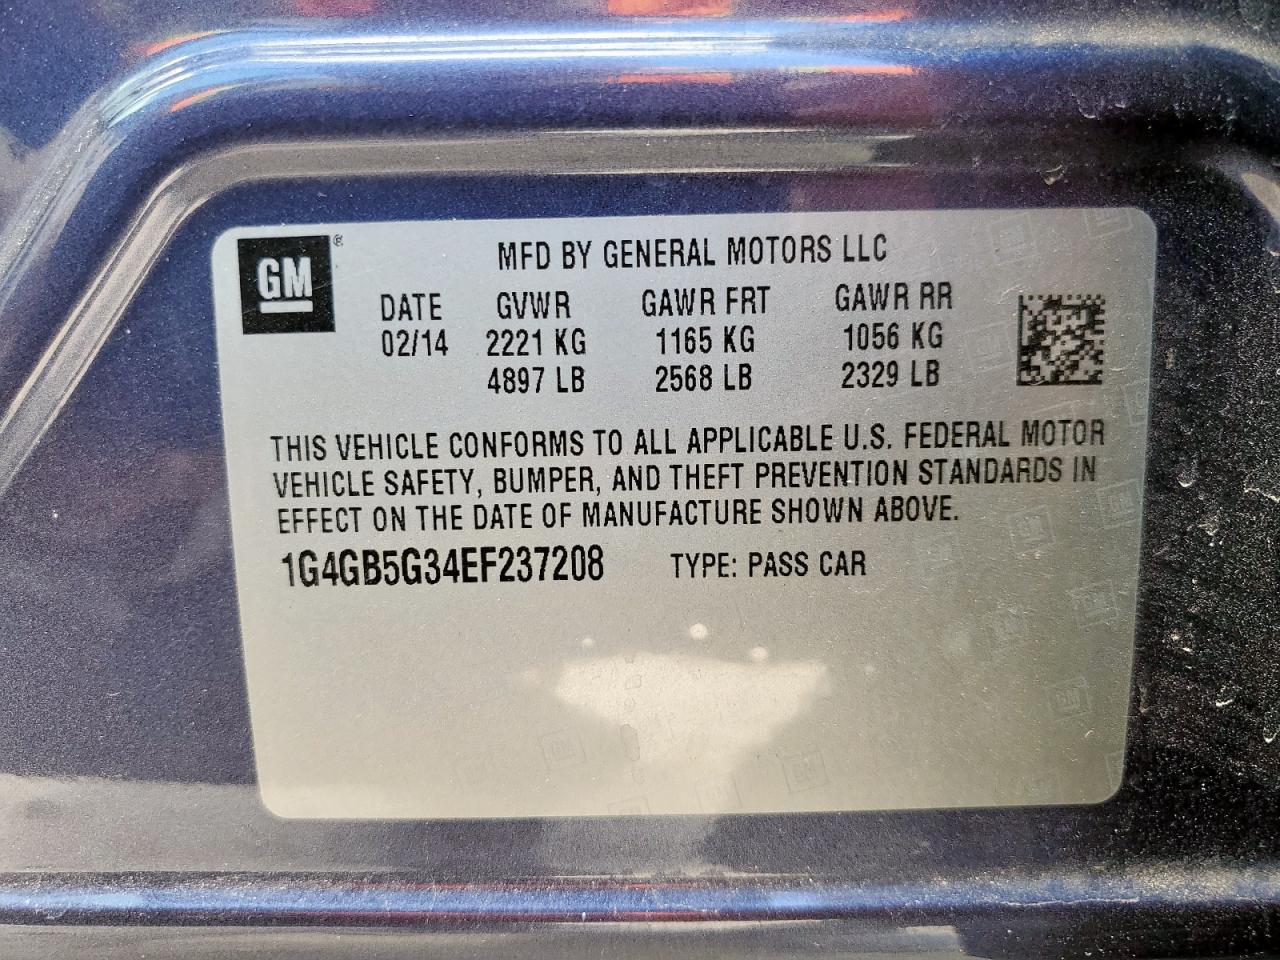 GM ®
MFD BY GENERAL MOTORS LLC
DATE GVWR GAWR FRT GAWR RR
02/14 2221 KG 1165 KG 1056 KG
4897 LB 2568 LB 2329 LB
THIS VEHICLE CONFORMS TO ALL APPLICABLE U.S. FEDERAL MOTOR
VEHICLE SAFETY, BUMPER, AND THEFT PREVENTION STANDARDS IN
EFFECT ON THE DATE OF MANUFACTURE SHOWN ABOVE.
1G4GB5G34EF237208 TYPE: PASS CAR